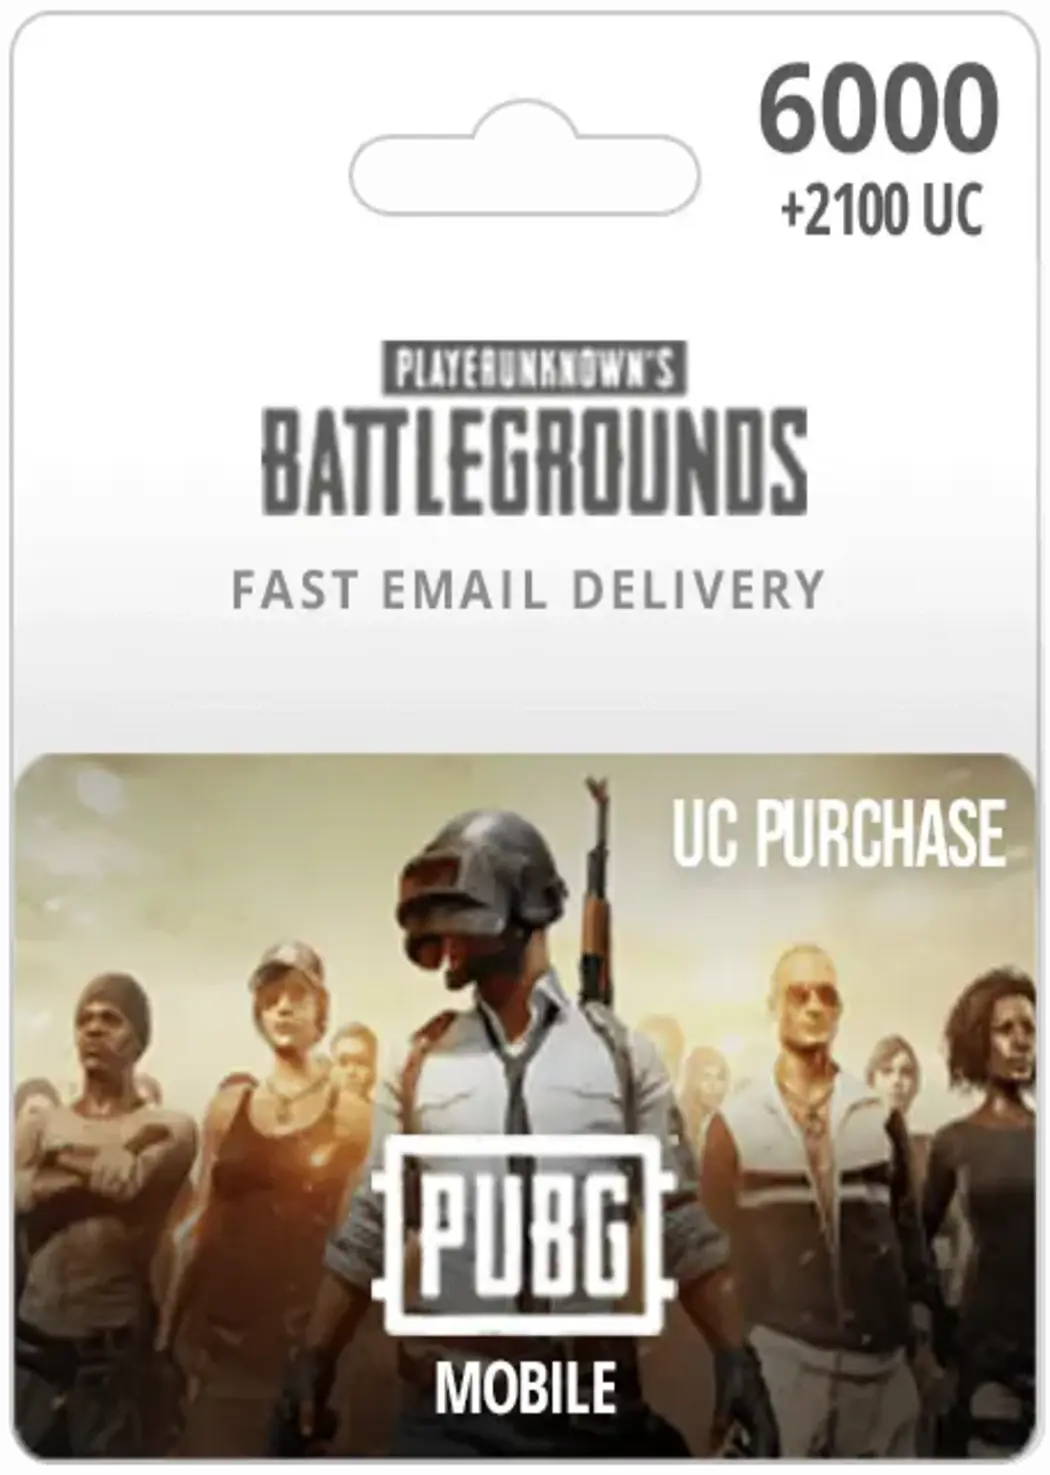 6000
+2100 UC
PLAYERUNKNOWN'S
BATTLEGROUNDS
FAST EMAIL DELIVERY
UC PURCHASE
PUBG
MOBILE